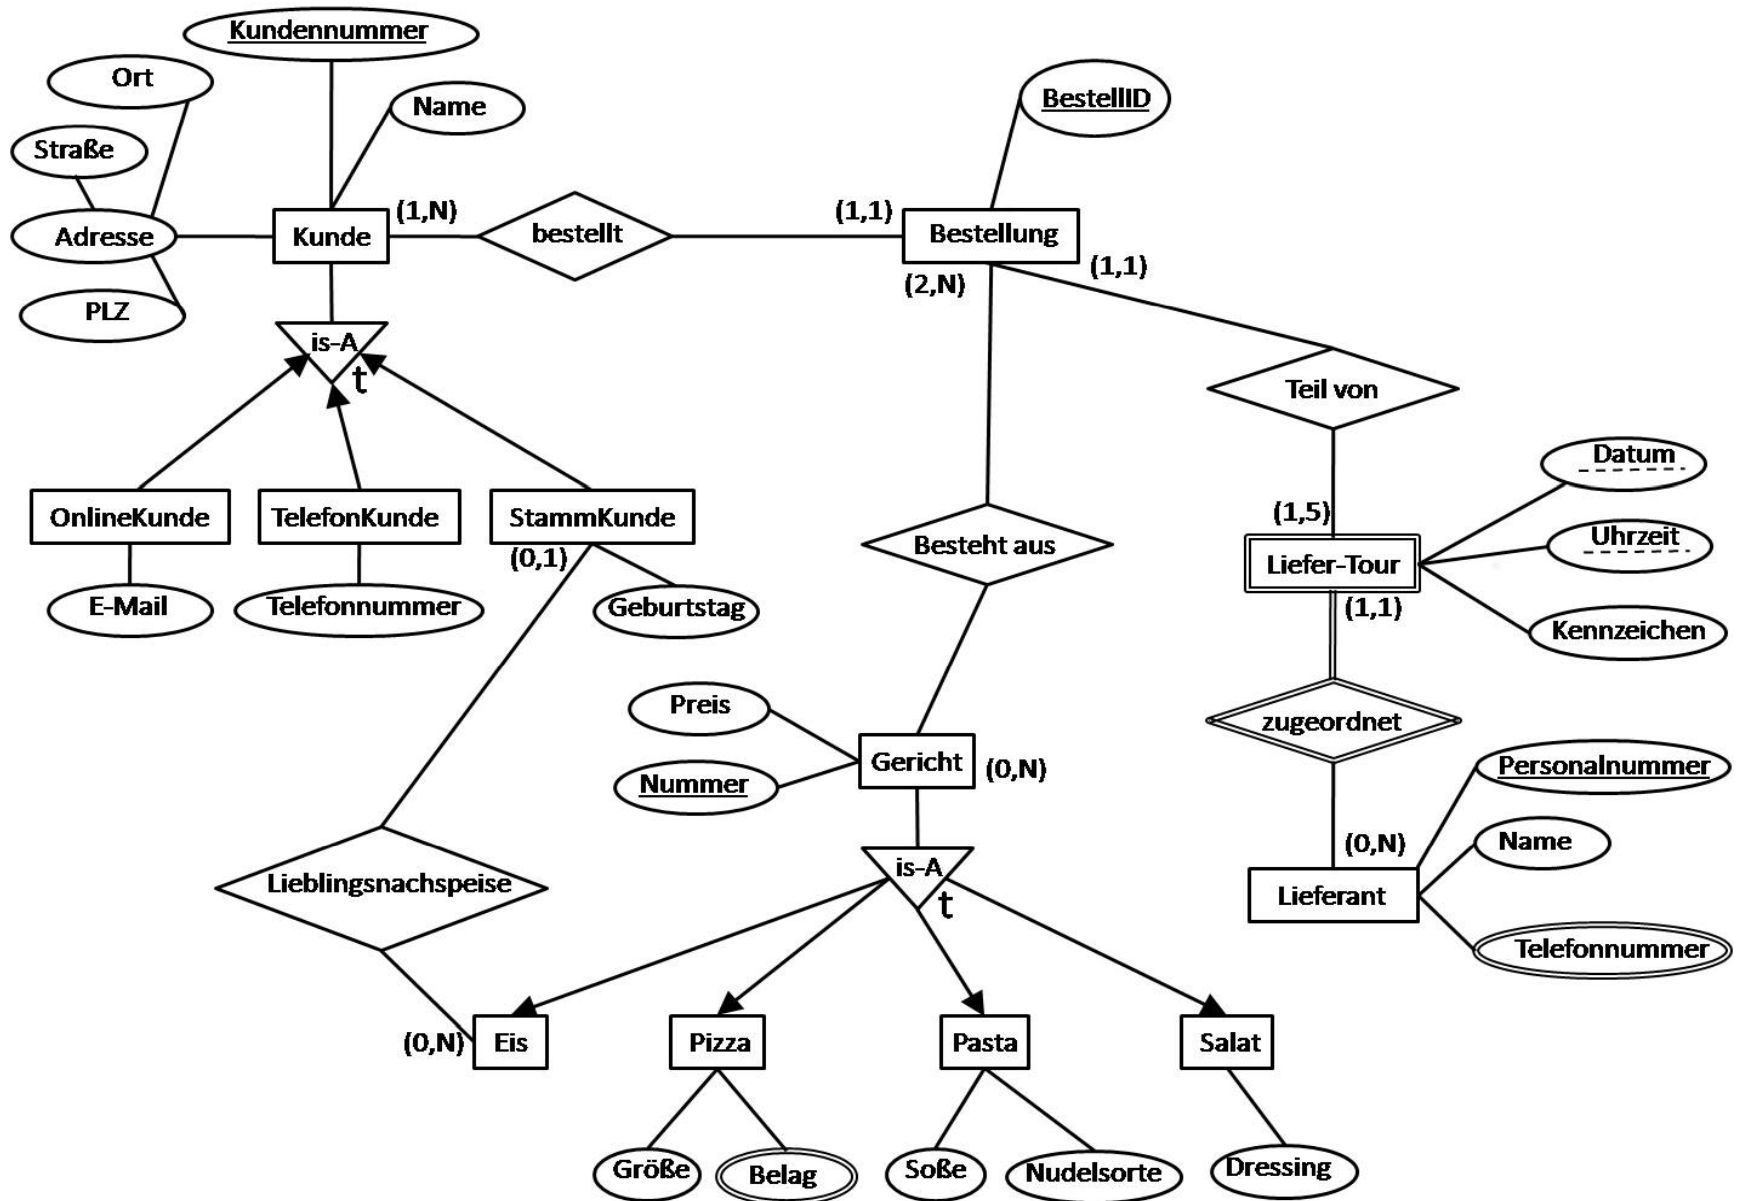 Kundennummer
Ort
Name
BestellID
Straße
(1,N)
(1,1)
Adresse
Kunde
bestellt
Bestellung
(2,N)
(1,1)
PLZ
is-A
t
Teil von
Datum
OnlineKunde
TelefonKunde
StammKunde
(1,5)
Uhrzeit
(0,1)
Besteht aus
Liefer-Tour
E-Mail
Telefonnummer
Geburtstag
(1,1)
Kennzeichen
Preis
zugeordnet
Gericht
(0,N)
Nummer
Personalnummer
(0,N)
Name
is-A
t
Lieblingsnachspeise
Lieferant
Telefonnummer
(0,N)
Eis
Pizza
Pasta
Salat
Größe
Belag
Soße
Nudelsorte
Dressing